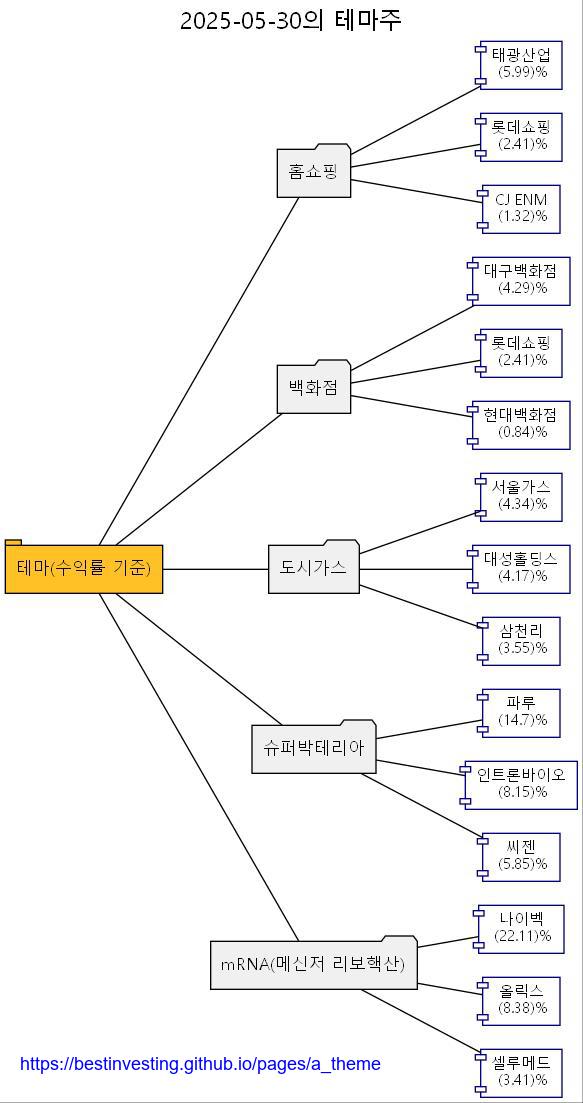 2025-05-30의 테마주
태광산업
(5.99)%
롯데쇼핑
(2.41)%
홈쇼핑
CJ ENM
(1.32)%
대구백화점
(4.29)%
롯데쇼핑
(2.41)%
백화점
현대백화점
(0.84)%
서울가스
(4.34)%
테마(수익률 기준)
도시가스
대성홀딩스
(4.17)%
삼천리
(3.55)%
파루
(14.7)%
슈퍼박테리아
인트론바이오
(8.15)%
씨젠
(5.85)%
나이벡
(22.11)%
mRNA(메신저 리보핵산)
올릭스
(8.38)%
셀루메드
(3.41)%
https://bestinvesting.github.io/pages/a_theme